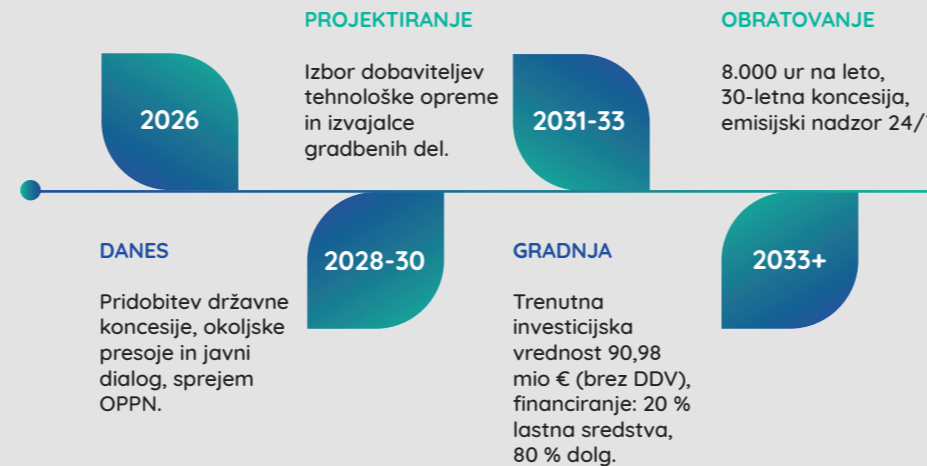 2026
DANES
Pridobitev državne
koncesije, okoljske
presoje in javni
dialog, sprejem
OPPN.
PROJEKTIRANJE
Izbor dobaviteljev
tehnološke opreme
in izvajalce
gradbenih del.
2028-30
2031-33
GRADNJA
Trenutna
investicijska
vrednost 90,98
mio € (brez DDV),
financiranje: 20 %
lastna sredstva,
80 % dolg.
OBRATOVANJE
8.000 ur na leto,
30-letna koncesija,
emisijski nadzor
2033+